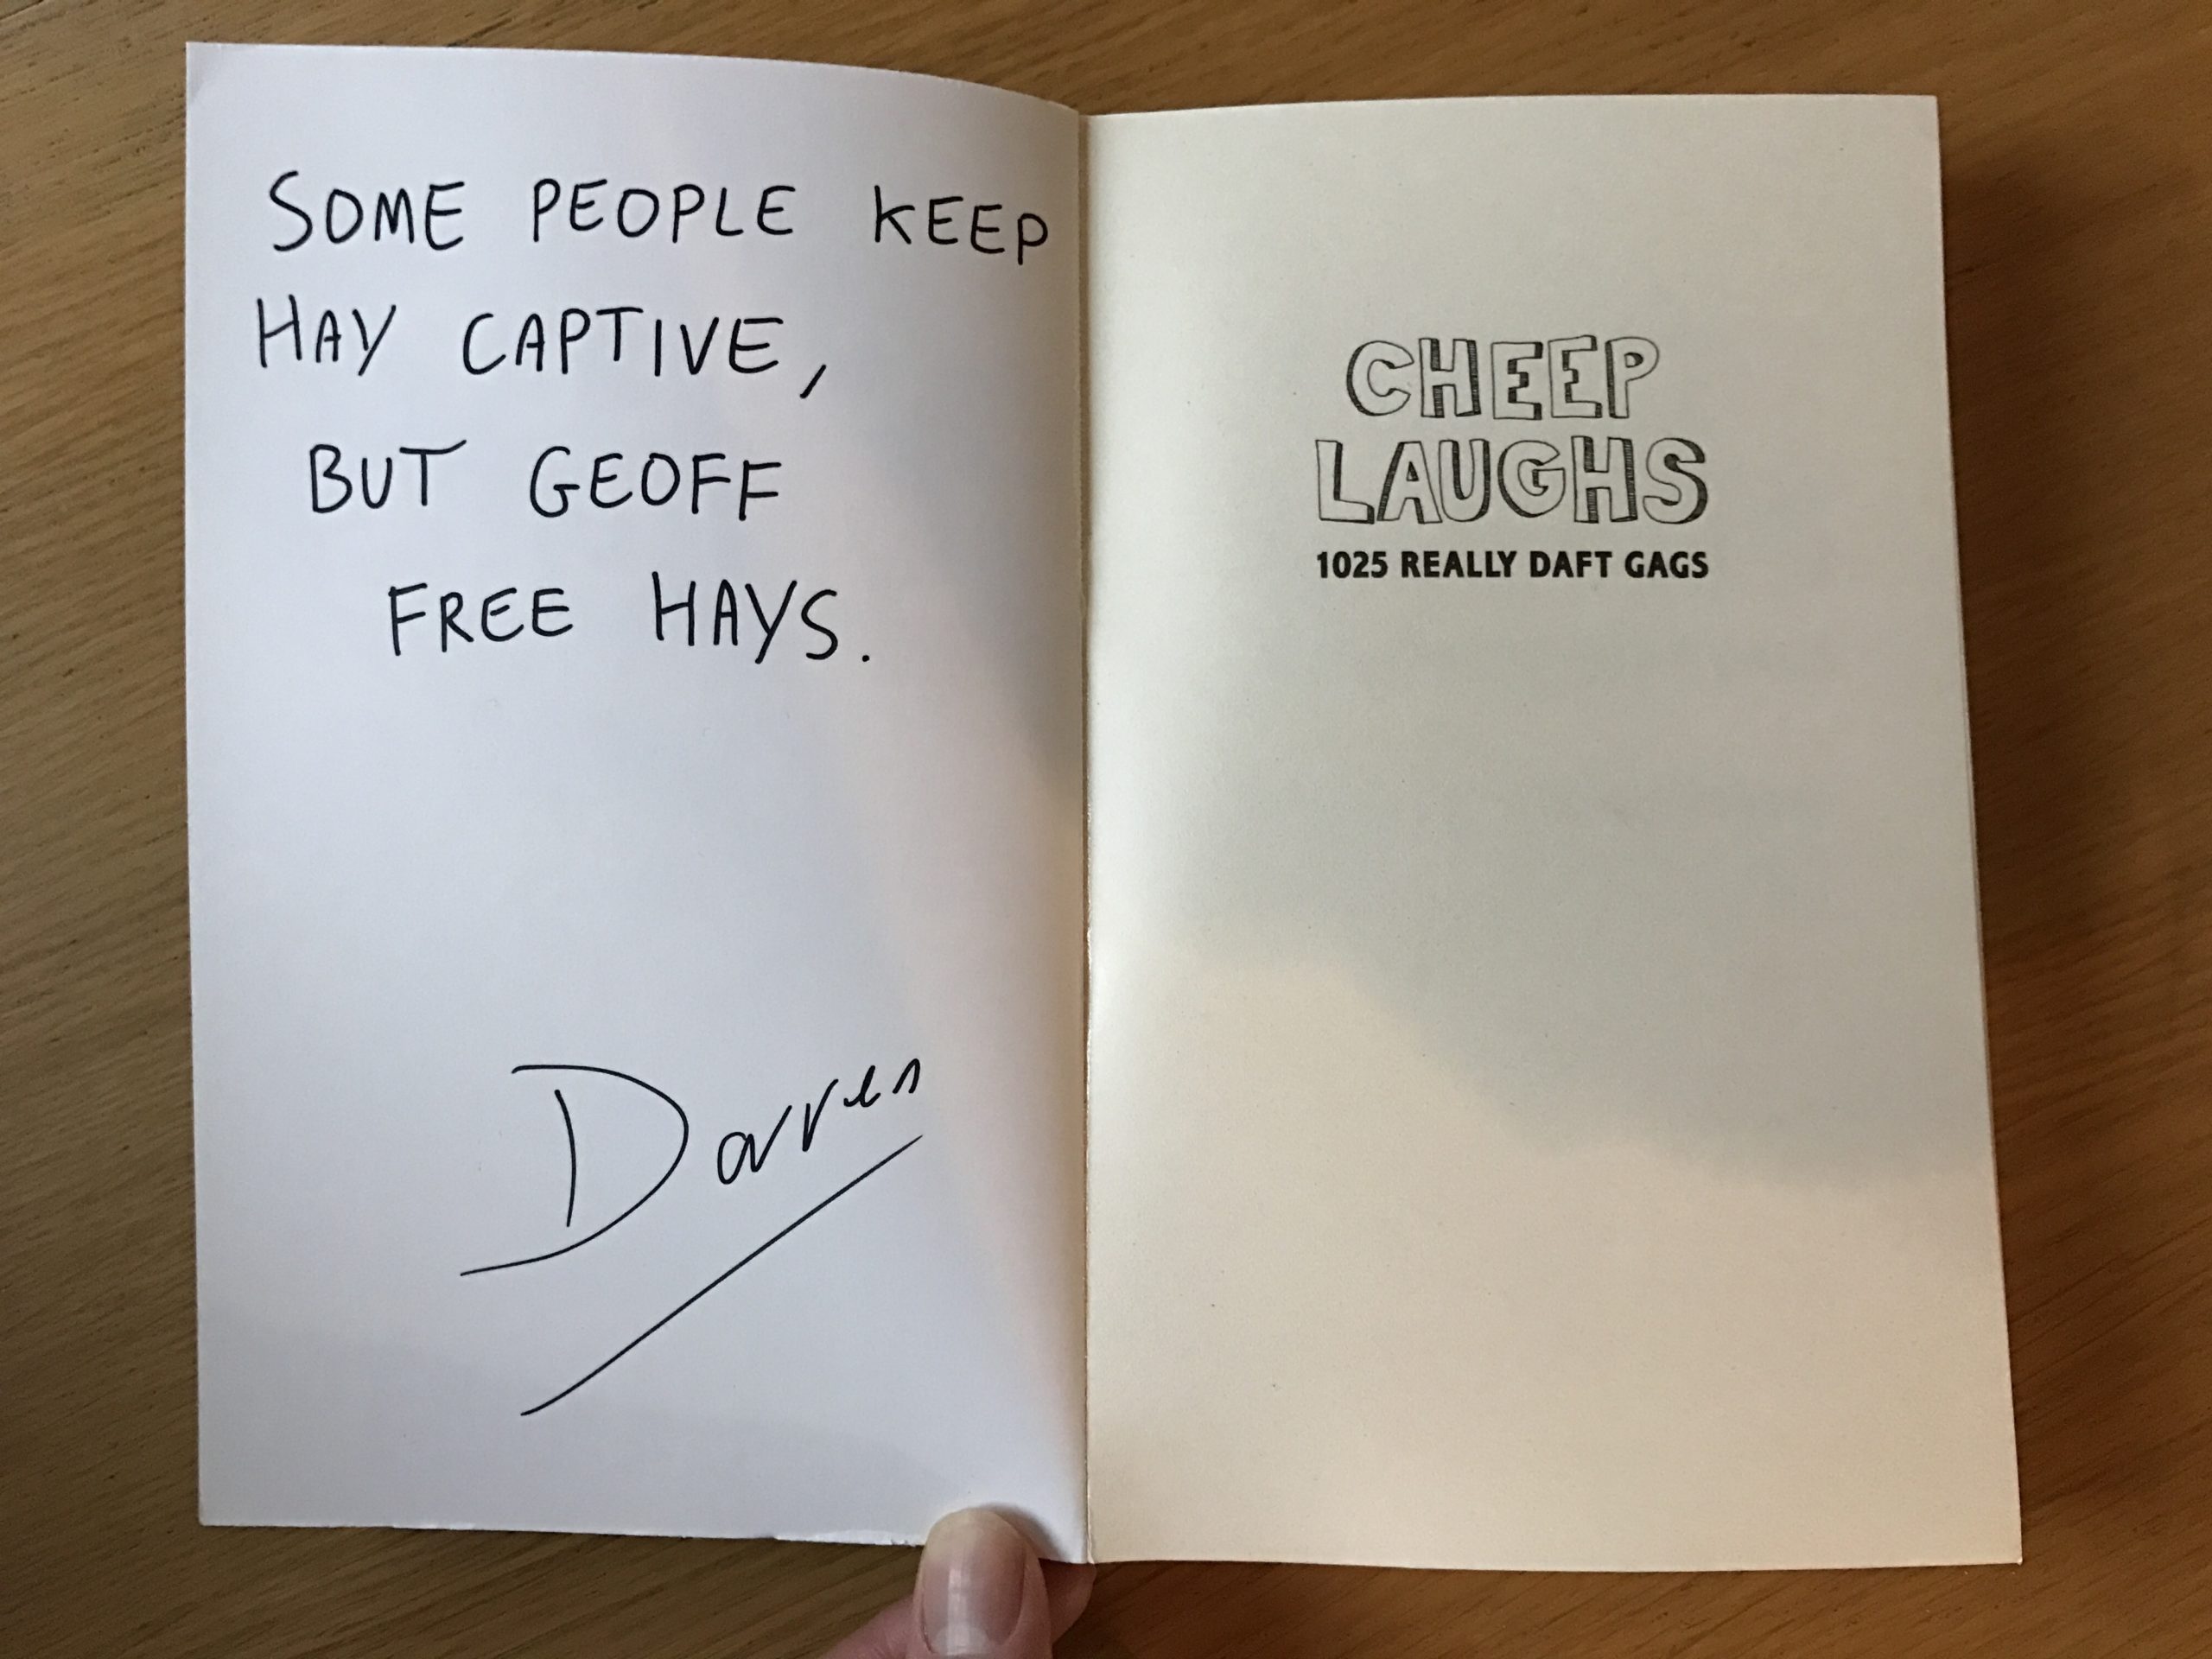 SOME PEOPLE KEEP
HAY CAPTIVE,
BUT GEOFF
FREE HAYS.
Darren
CHEEP
LAUGHS
1025 REALLY DAFT GAGS